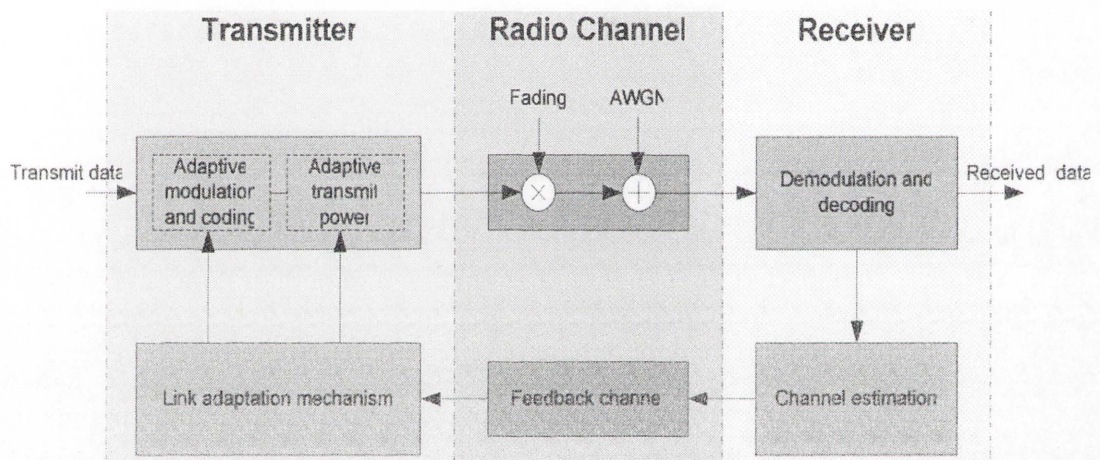 Transmitter
Radio Channel
Receiver
Fading
AWGN
Transmit data
Adaptive
modulation
and coding
Adaptive
transmit
power
Demodulation and
decoding
Received data
Link adaptation mechanism
Feedback channe
Channel estimation